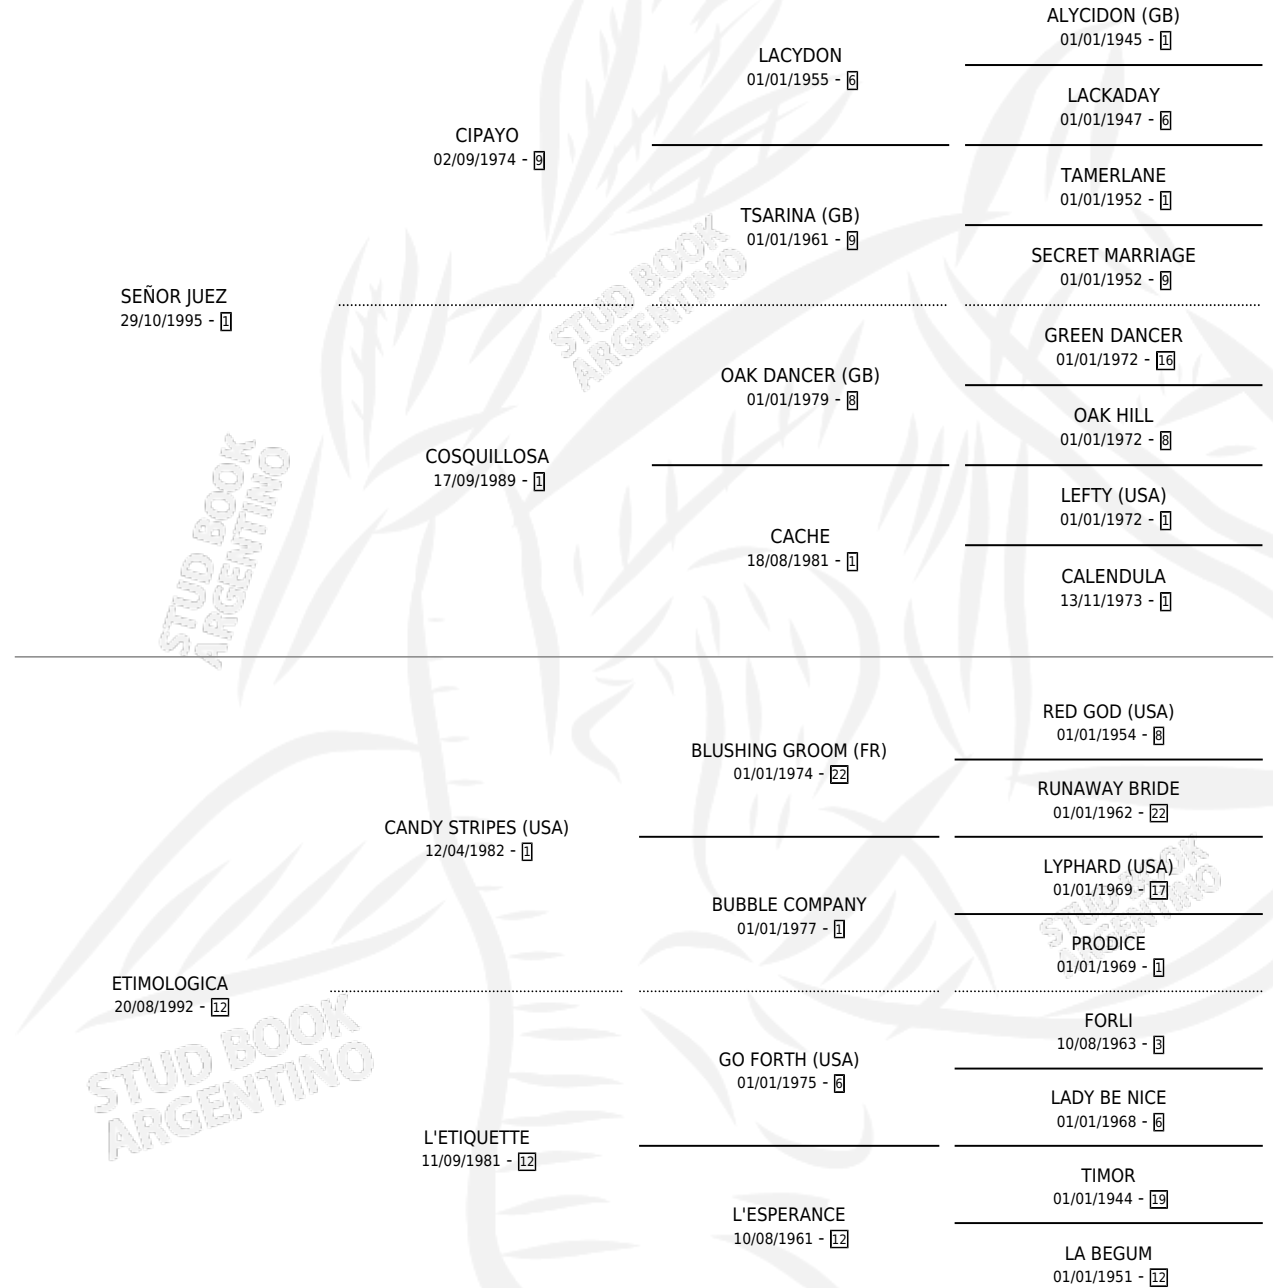 ALYCIDON (GB)
01/01/1945 - 1
LACYDON
01/01/1955 - 6
LACKADAY
01/01/1947 - 6
CIPAYO
02/09/1974 - 9
TAMERLANE
01/01/1952 - 1
TSARINA (GB)
01/01/1961 - 9
SECRET MARRIAGE
01/01/1952 - 9
SEÑOR JUEZ
29/10/1995 - 1
STUD BOOK
ARGENTINO
GREEN DANCER
01/01/1972 - 16
OAK DANCER (GB)
01/01/1979 - 8
OAK HILL
01/01/1972 - 8
COSQUILLOSA
17/09/1989 - 1
LEFTY (USA)
01/01/1972 - 1
CACHE
18/08/1981 - 1
CALENDULA
13/11/1973 - 1
STUD BOOK
ARGENTINO
RED GOD (USA)
01/01/1954 - 8
BLUSHING GROOM (FR)
01/01/1974 - 22
RUNAWAY BRIDE
01/01/1962 - 22
CANDY STRIPES (USA)
12/04/1982 - 1
LYPHARD (USA)
01/01/1969 - 17
BUBBLE COMPANY
01/01/1977 - 1
STUD BOOK
ARGENTINO
PRODICE
01/01/1969 - 1
ETIMOLOGICA
20/08/1992 - 12
FORLI
10/08/1963 - 3
GO FORTH (USA)
01/01/1975 - 6
LADY BE NICE
01/01/1968 - 6
STUD BOOK
ARGENTINO
L'ETIQUETTE
11/09/1981 - 12
TIMOR
01/01/1944 - 19
L'ESPERANCE
10/08/1961 - 12
LA BEGUM
01/01/1951 - 12